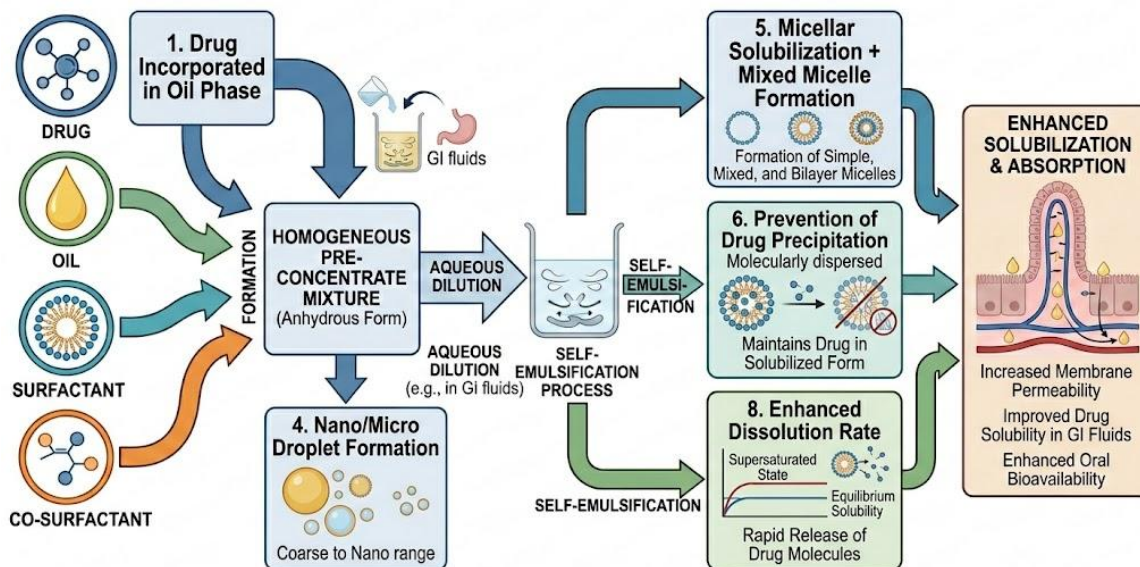 1. Drug
Incorporated
in Oil Phase
DRUG
OIL
SURFACTANT
CO-SURFACTANT
FORMATION
GI fluids
HOMOGENEOUS
PRE-
CONCENTRATE
MIXTURE
(Anhydrous Form)
4. Nano/Micro
Droplet Formation
Coarse to Nano range
AQUEOUS
DILUTION
AQUEOUS
DILUTION
(e.g., in GI fluids)
SELF-
EMULSIFICATION
PROCESS
SELF-
EMULSI-
FICATION
SELF-EMULSIFICATION
5. Micellar
Solubilization +
Mixed Micelle
Formation
Formation of Simple,
Mixed, and Bilayer Micelles
6. Prevention of
Drug Precipitation
Molecularly dispersed
Maintains Drug in
Solubilized Form
8. Enhanced
Dissolution Rate
Supersaturated
State
Equilibrium
Solubility
Rapid Release of
Drug Molecules
ENHANCED
SOLUBILIZATION
& ABSORPTION
Increased Membrane
Permeability
Improved Drug
Solubility in GI Fluids
Enhanced Oral
Bioavailability